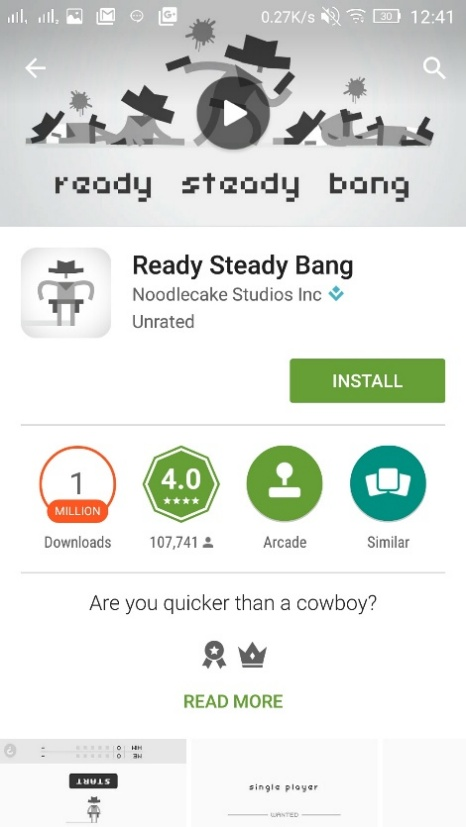 0.27K/s 30 12:41
ready steady bang
Ready Steady Bang
Noodlecake Studios Inc
Unrated
INSTALL
1
MILLION
4.0
Downloads
107,741
Arcade
Similar
Are you quicker than a cowboy?
READ MORE
START
single player
WANTED